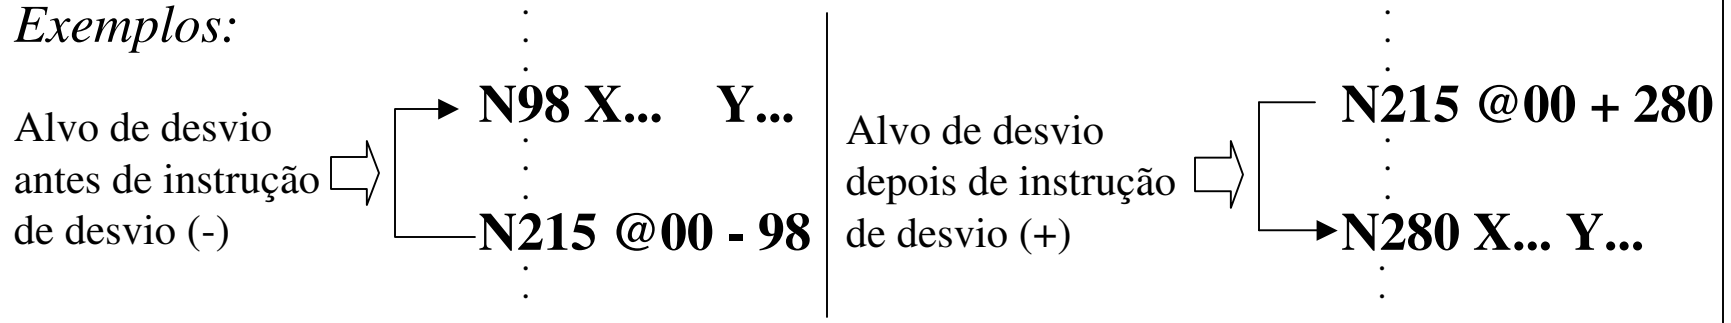 Exemplos:
Alvo de desvio
antes de instrução
de desvio (-)
N98 X... Y...
N215 @00 - 98
Alvo de desvio
depois de instrução
de desvio (+)
N215 @00 + 280
N280 X... Y...